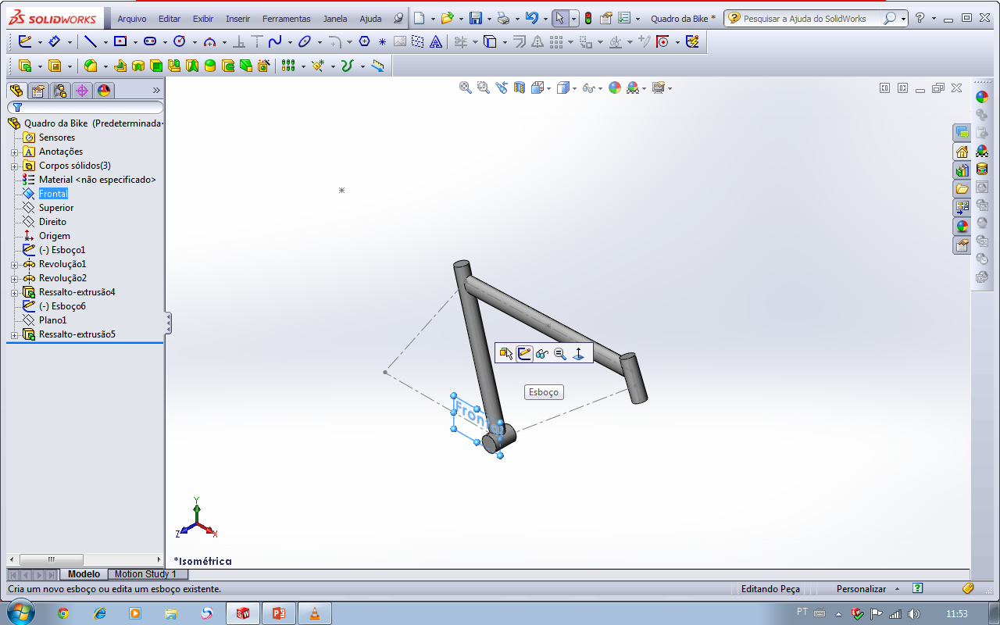 SOLIDWORKS Arquivo Editar Exibir Inserir Ferramentas Janela Ajuda Quadro da Bike * Pesquisar a Ajuda do SolidWorks
Quadro da Bike (Predeterminada
Sensores
Anotações
Corpos sólidos(3)
Material <não especificado>
Frontal
Superior
Direito
Origem
(-) Esboço1
Revolução1
Revolução2
Ressalto-extrusão4
(-) Esboço6
Plano1
Ressalto-extrusão5
Esboço
Frontal
Y
Z
X
*Isométrica
Modelo Motion Study 1
Cria um novo esboço ou edita um esboço existente. Editando Peça Personalizar
PT 11:53